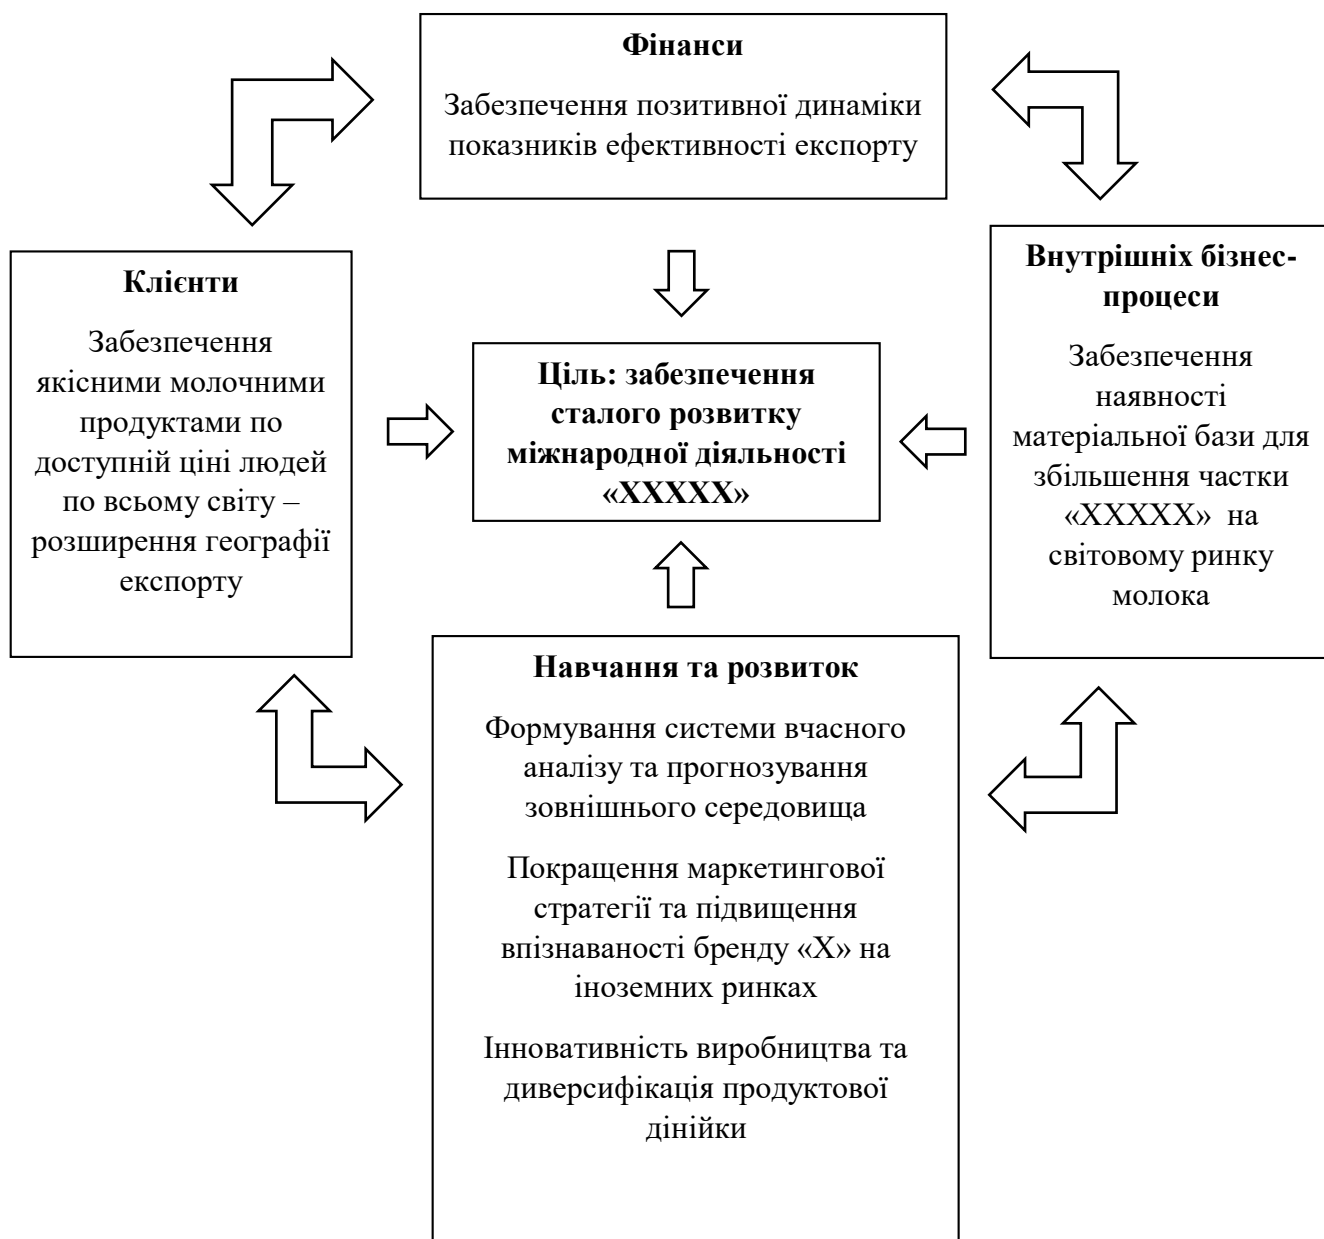 Фінанси
Забезпечення позитивної динаміки
показників ефективності експорту
Клієнти
Забезпечення
якісними молочними
продуктами по
доступній ціні людей
по всьому світу –
розширення географії
експорту
Ціль: забезпечення
сталого розвитку
міжнародної діяльності
«ХХХХХ»
Внутрішніх бізнес-
процеси
Забезпечення
наявності
матеріальної бази для
збільшення частки
«ХХХХХ» на
світовому ринку
молока
Навчання та розвиток
Формування системи вчасного
аналізу та прогнозування
зовнішнього середовища
Покращення маркетингової
стратегії та підвищення
впізнаваності бренду «Х» на
іноземних ринках
Інновативність виробництва та
диверсифікація продуктової
дінійки